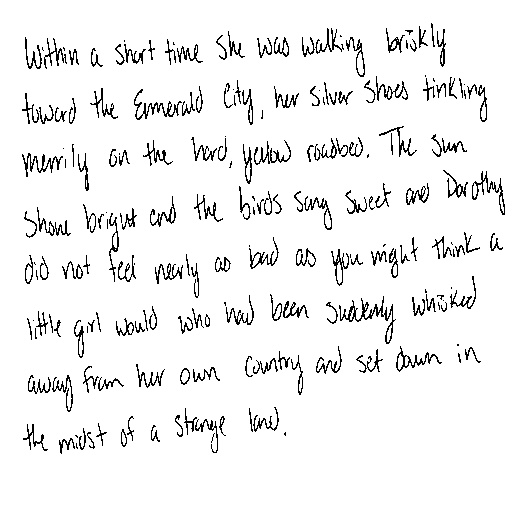 Within a short time she was walking briskly
toward the Emerald City, her silver shoes tinkling
merrily on the hard, yellow roadbed. The sun
shone bright and the birds sang sweet and Dorothy
did not feel nearly as bad as you might think a
little girl would who had been suddenly whisked
away from her own country and set down in
the midst of a strange land.